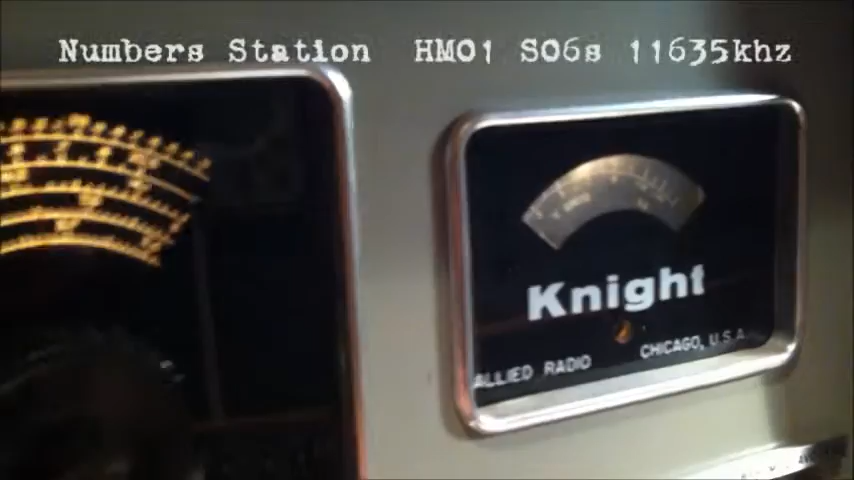 Numbers Station HM01 S06s 11635khz
Knight
ALLIED RADIO CHICAGO, U.S.A.